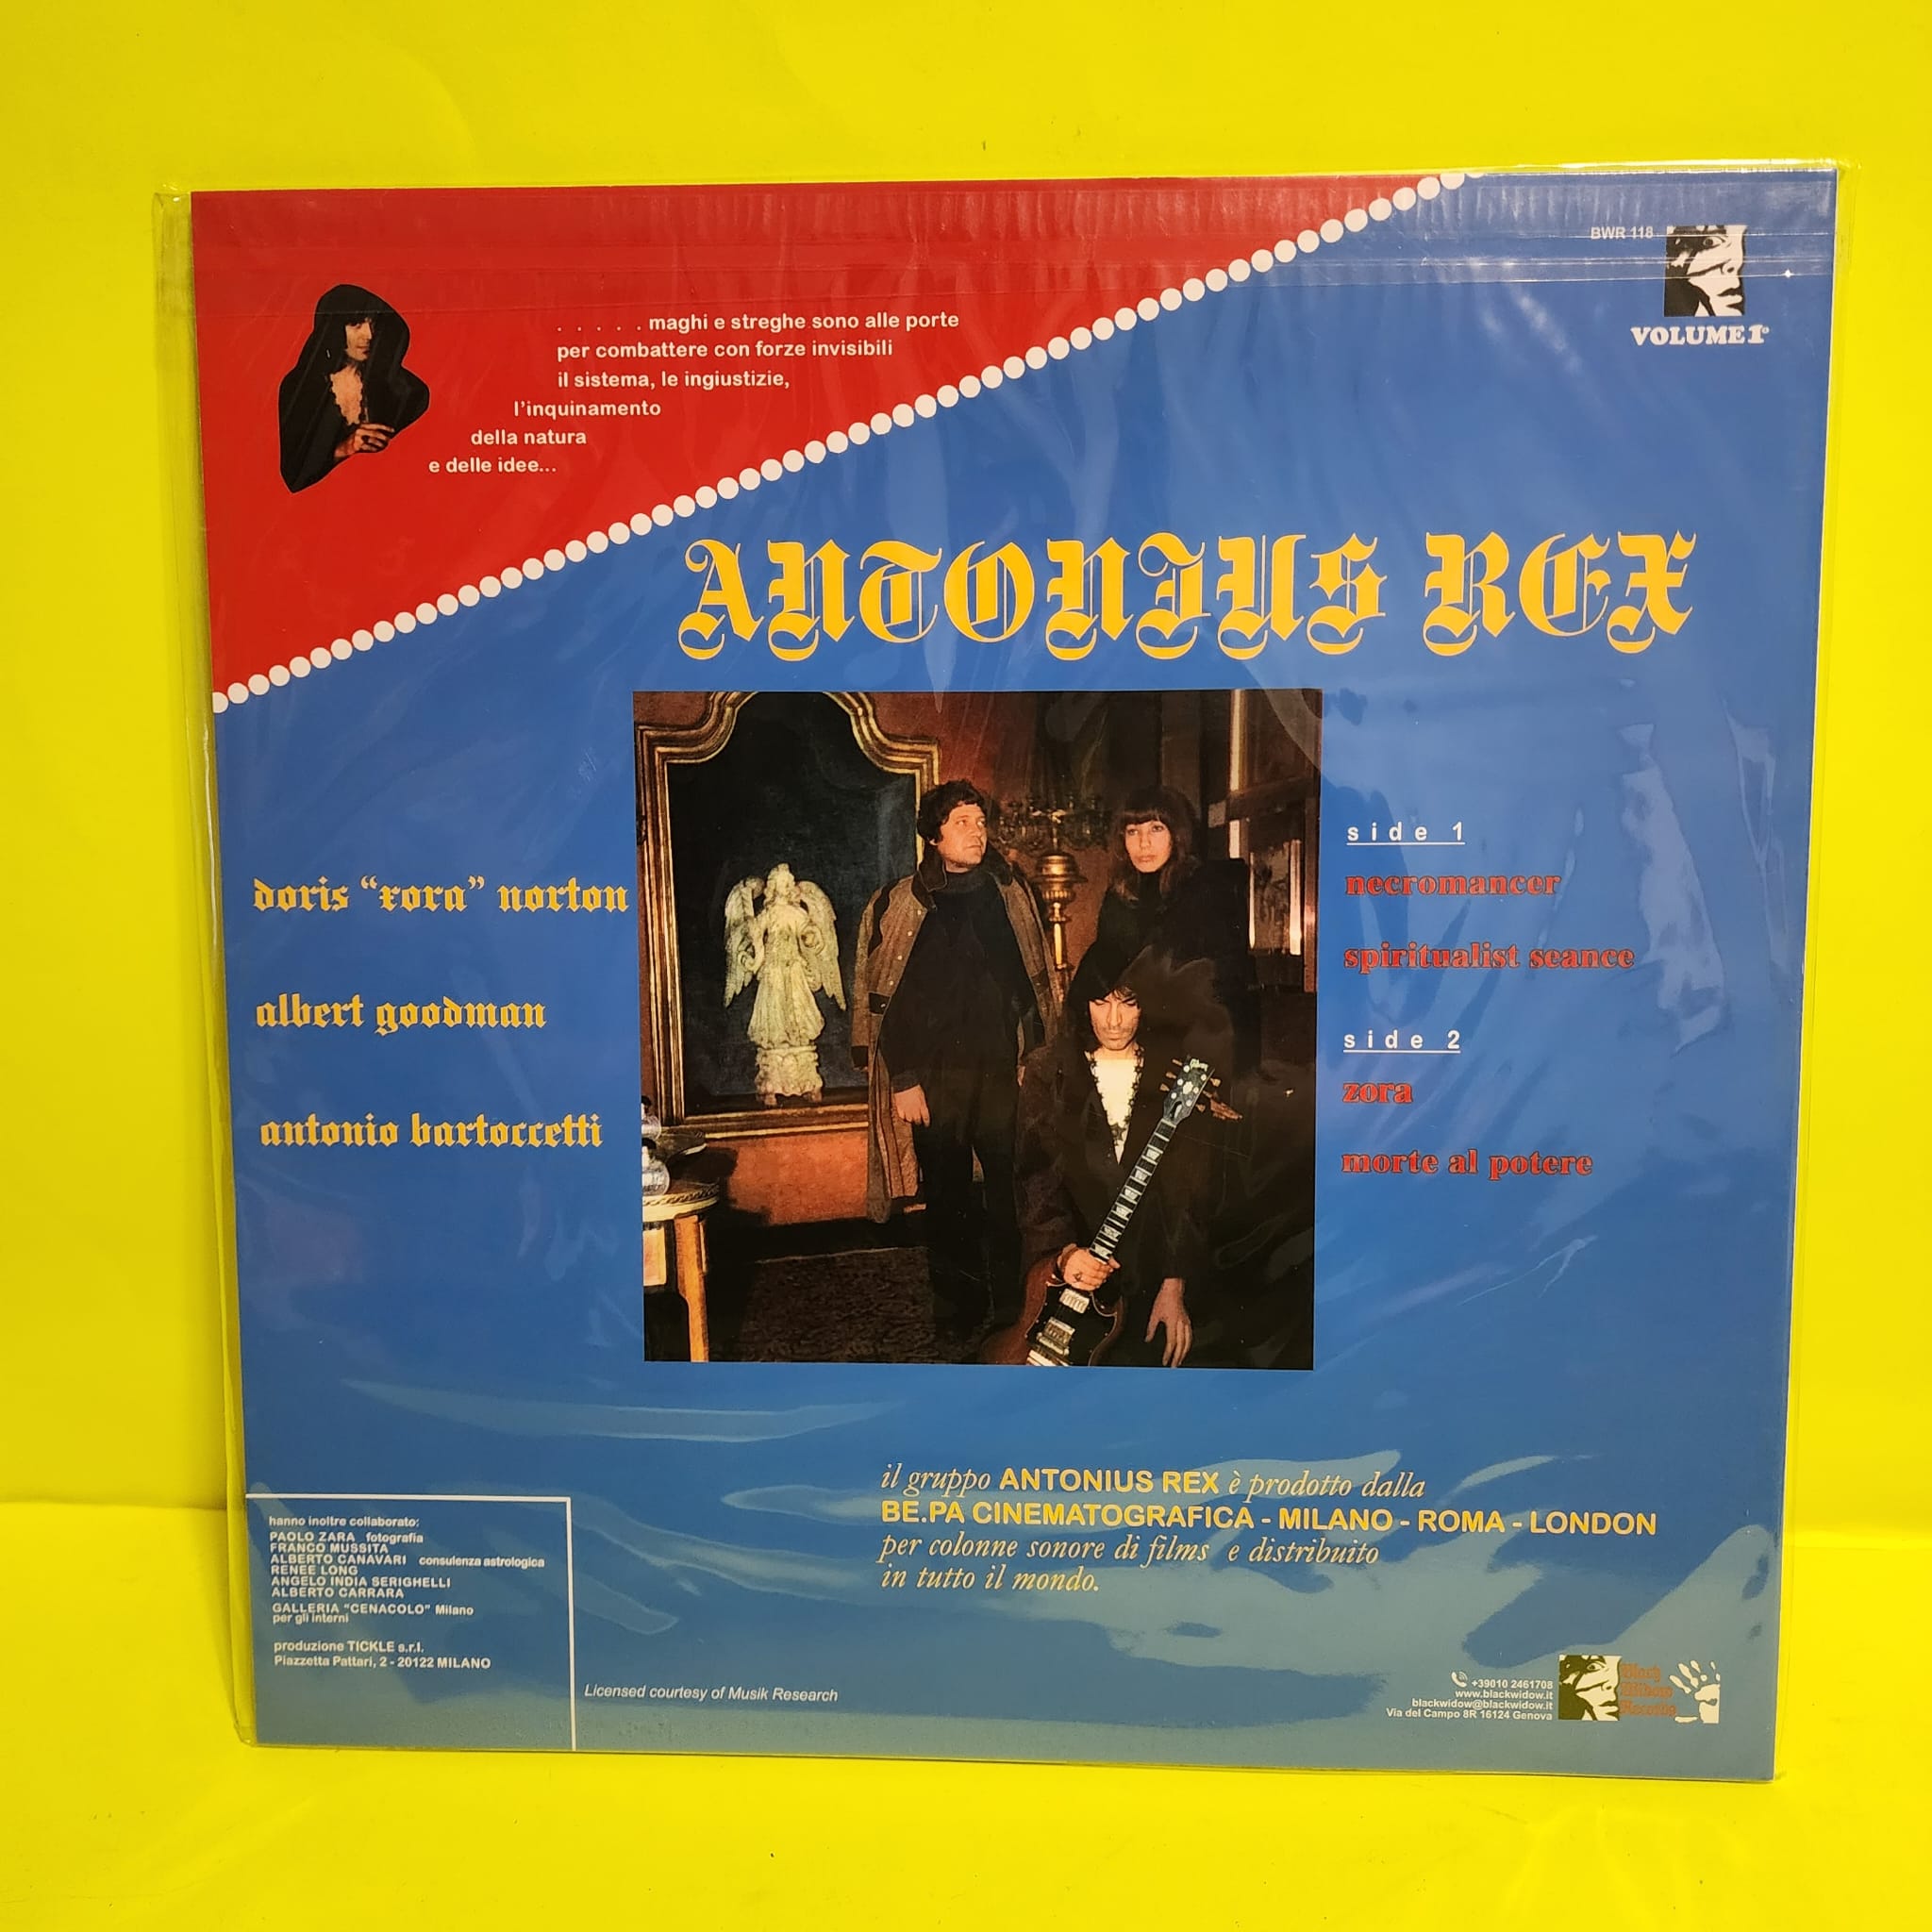 BWR 118
VOLUME 1º
. . . . . maghi e streghe sono alle porte
per combattere con forze invisibili
il sistema, le ingiustizie,
l'inquinamento
della natura
e delle idee...
ANTONIUS REX
doris "xora" norton
albert goodman
antonio bartoccetti
side 1
necromancer
spiritualist seance
side 2
zora
morte al potere
il gruppo ANTONIUS REX è prodotto dalla
BE.PA CINEMATOGRAFICA - MILANO - ROMA - LONDON
per colonne sonore di films e distribuito
in tutto il mondo.
hanno inoltre collaborato:
PAOLO ZARA fotografia
FRANCO MUSSITA
ALBERTO CANAVARI consulenza astrologica
RENEE LONG
ANGELO INDIA SERIGHELLI
ALBERTO CARRARA
GALLERIA "CENACOLO" Milano
per gli interni
produzione TICKLE s.r.l.
Piazzetta Pattari, 2 - 20122 MILANO
Licensed courtesy of Musik Research
+39010 2461708
www.blackwidow.it
blackwidow@blackwidow.it
Via del Campo 8R 16124 Genova
Black
Widow
Records